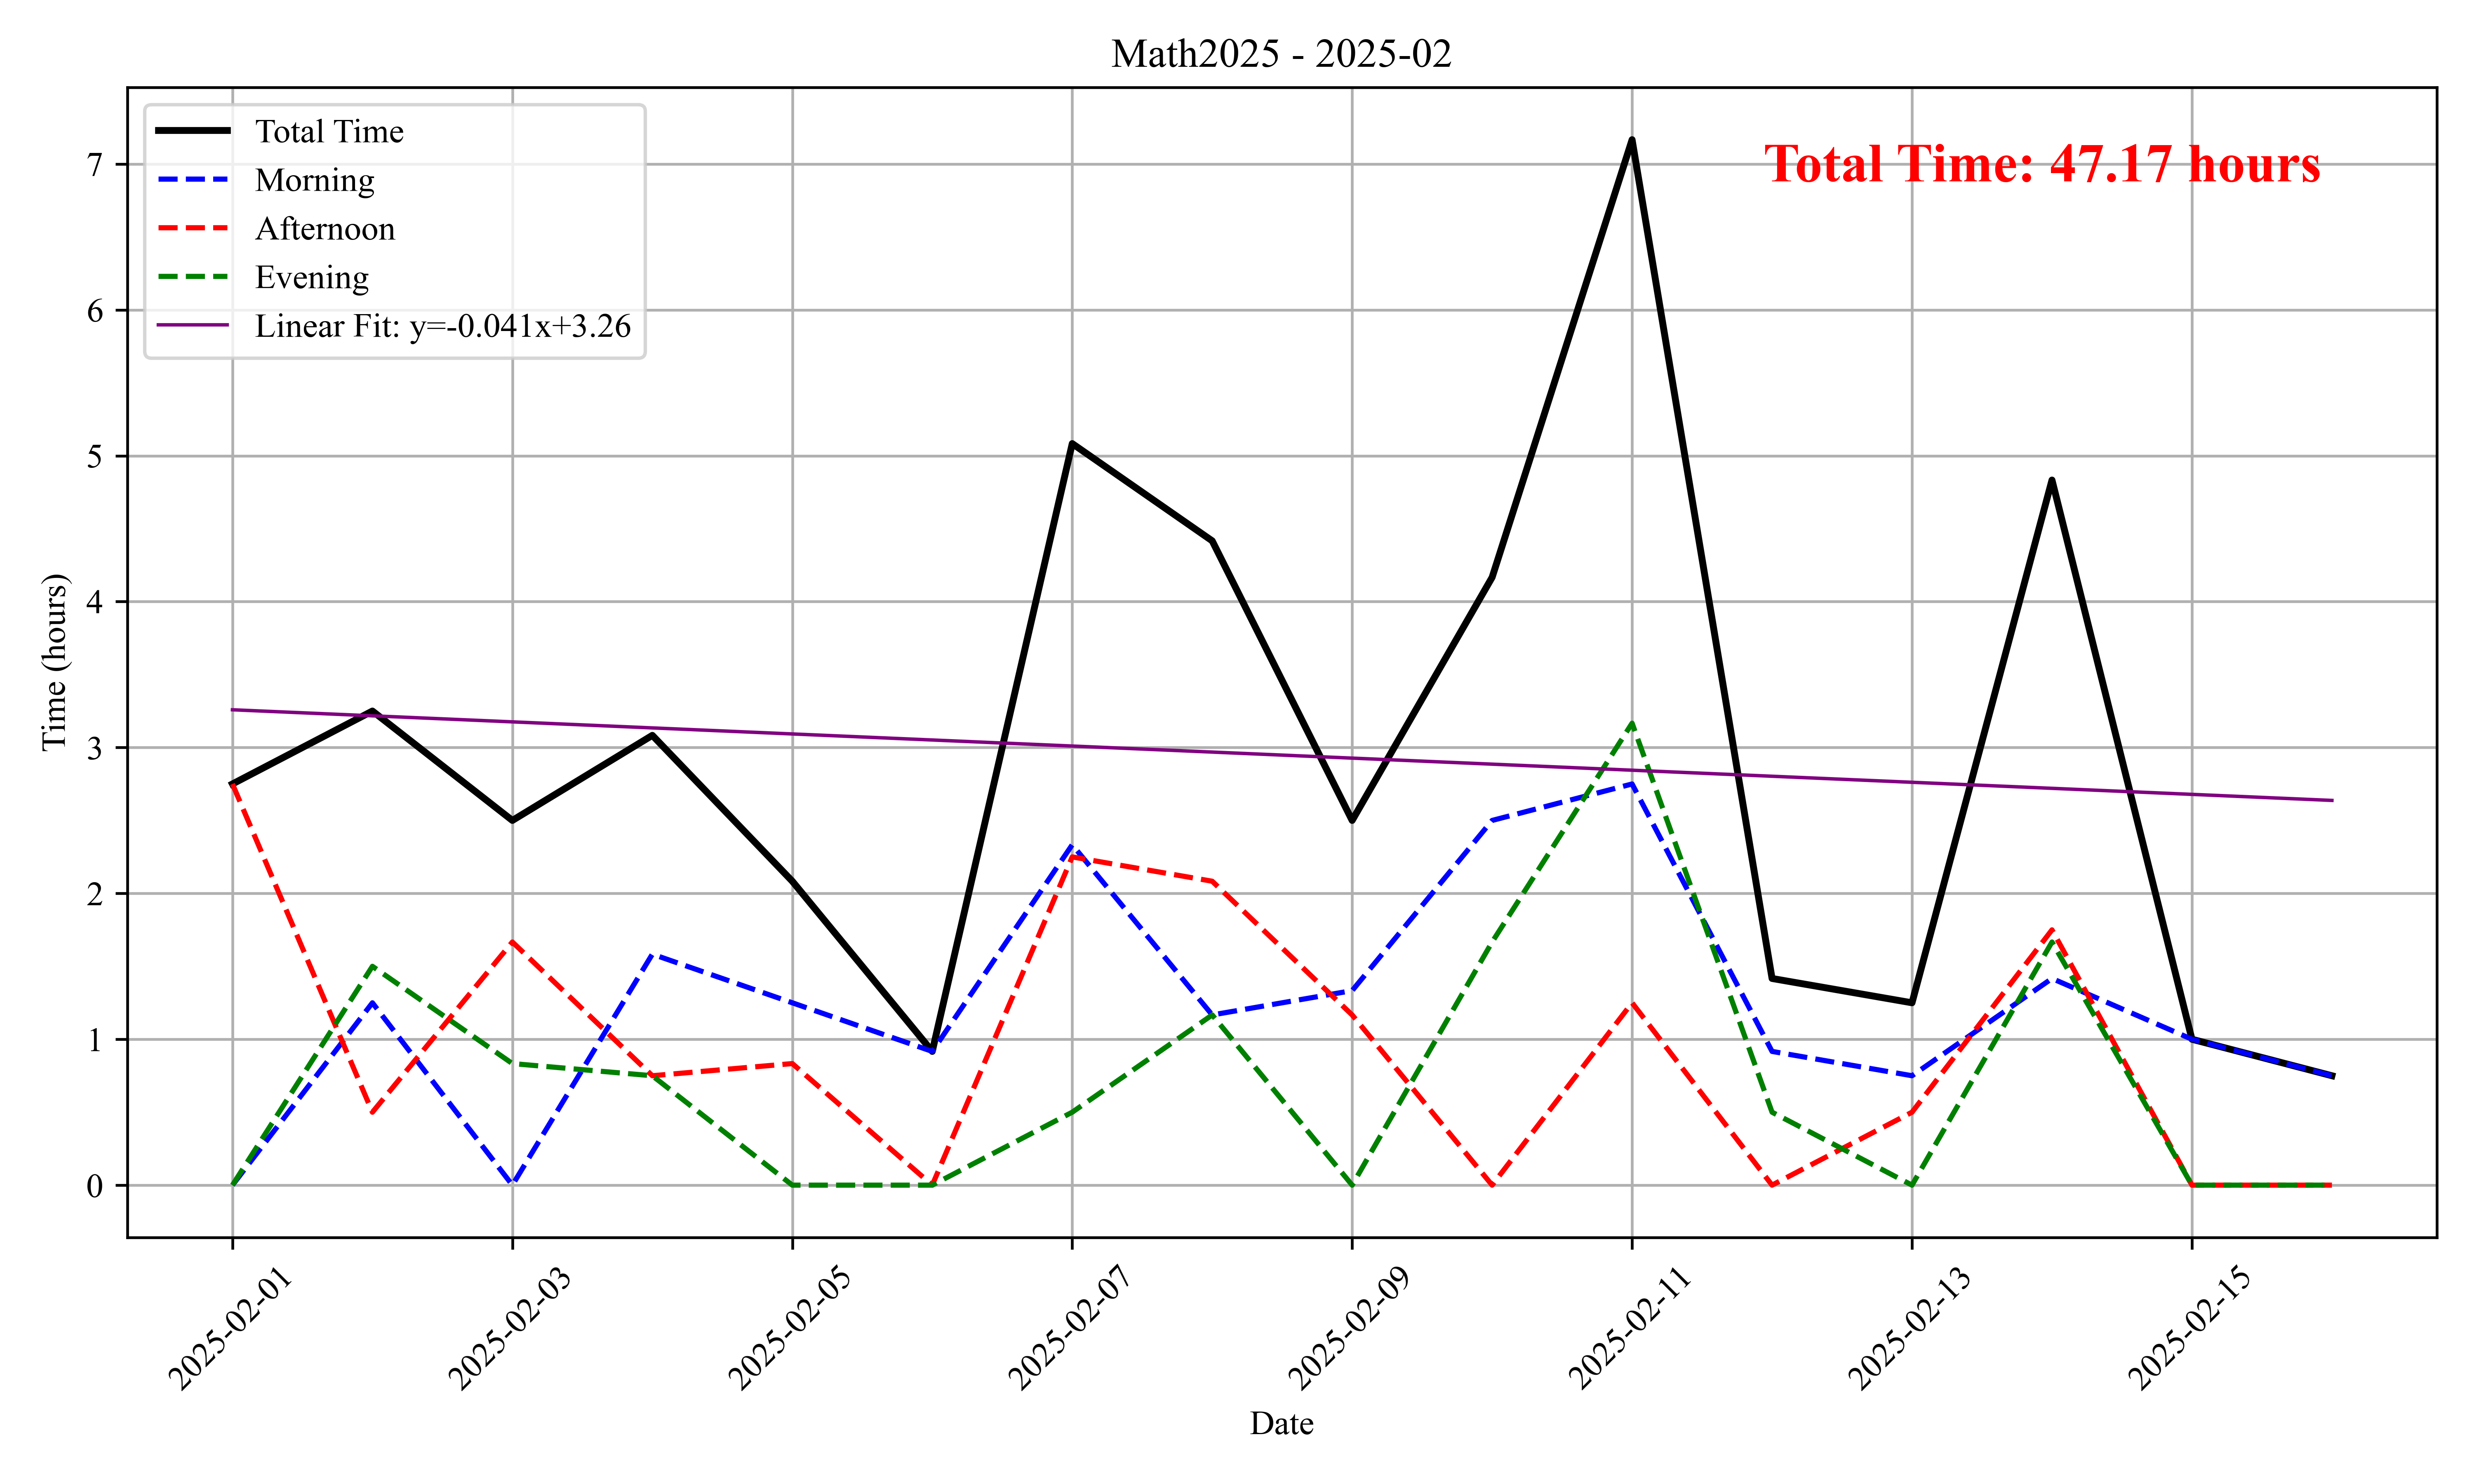 Math2025 - 2025-02
Total Time
Morning
Afternoon
Evening
Linear Fit: y=-0.041x+3.26
Total Time: 47.17 hours
Time (hours)
7
6
5
4
3
2
1
0
2025-02-01
2025-02-03
2025-02-05
2025-02-07
2025-02-09
2025-02-11
2025-02-13
2025-02-15
Date